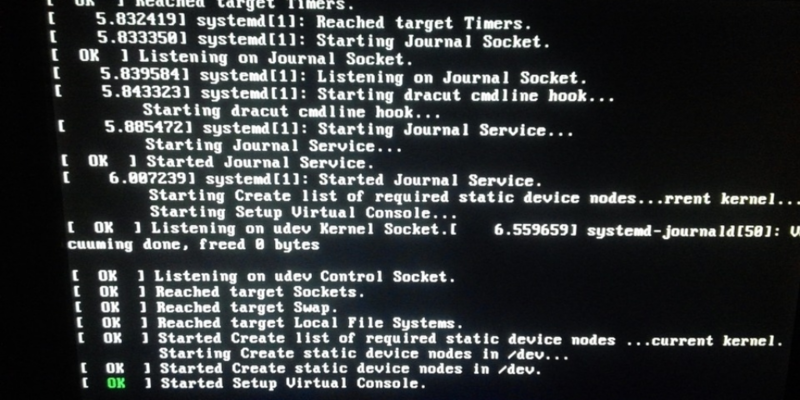 [ OK ] Reached target Timers.
[ 5.832419] systemd[1]: Reached target Timers.
[ 5.833350] systemd[1]: Starting Journal Socket.
[ OK ] Listening on Journal Socket.
[ 5.839584] systemd[1]: Listening on Journal Socket.
[ 5.843323] systemd[1]: Starting dracut cmdline hook...
Starting dracut cmdline hook...
[ 5.885472] systemd[1]: Starting Journal Service...
Starting Journal Service...
[ OK ] Started Journal Service.
[ 6.007239] systemd[1]: Started Journal Service.
Starting Create list of required static device nodes...rrent kernel...
Starting Setup Virtual Console...
[ OK ] Listening on udev Kernel Socket.[ 6.559659] systemd-journald[50]: V
cuuming done, freed 0 bytes
[ OK ] Listening on udev Control Socket.
[ OK ] Reached target Sockets.
[ OK ] Reached target Swap.
[ OK ] Reached target Local File Systems.
[ OK ] Started Create list of required static device nodes ...current kernel.
Starting Create static device nodes in /dev...
[ OK ] Started Create static device nodes in /dev.
[ OK ] Started Setup Virtual Console.